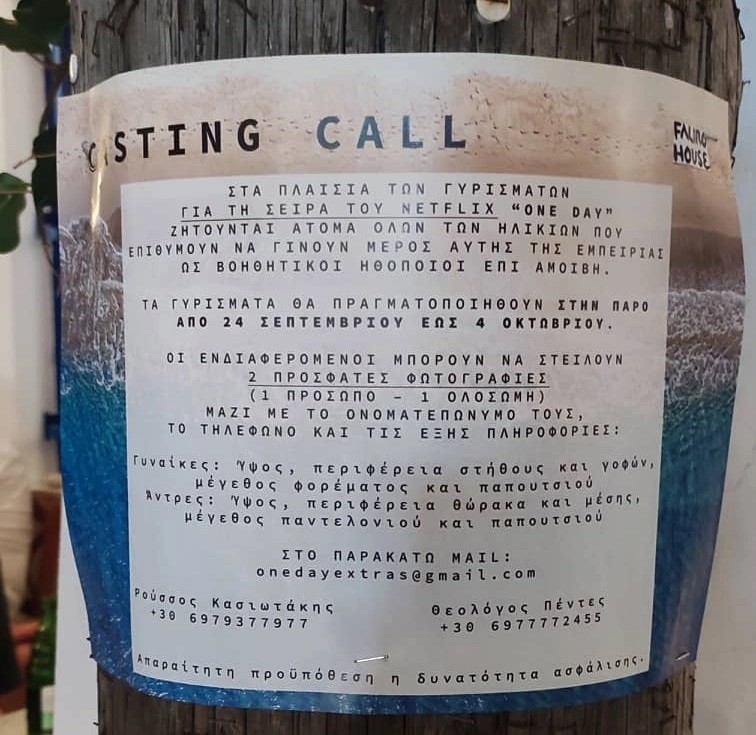 CASTING CALL
FALIRO HOUSE
ΣΤΑ ΠΛΑΙΣΙΑ ΤΩΝ ΓΥΡΙΣΜΑΤΩΝ
ΓΙΑ ΤΗ ΣΕΙΡΑ ΤΟΥ NETFLIX “ONE DAY”
ΖΗΤΟΥΝΤΑΙ ΑΤΟΜΑ ΟΛΩΝ ΤΩΝ ΗΛΙΚΙΩΝ ΠΟΥ
ΕΠΙΘΥΜΟΥΝ ΝΑ ΓΙΝΟΥΝ ΜΕΡΟΣ ΑΥΤΗΣ ΤΗΣ ΕΜΠΕΙΡΙΑΣ
ΩΣ ΒΟΗΘΗΤΙΚΟΙ ΗΘΟΠΟΙΟΙ ΕΠΙ ΑΜΟΙΒΗ.
ΤΑ ΓΥΡΙΣΜΑΤΑ ΘΑ ΠΡΑΓΜΑΤΟΠΟΙΗΘΟΥΝ ΣΤΗΝ ΠΑΡΟ
ΑΠΟ 24 ΣΕΠΤΕΜΒΡΙΟΥ ΕΩΣ 4 ΟΚΤΩΒΡΙΟΥ.
ΟΙ ΕΝΔΙΑΦΕΡΟΜΕΝΟΙ ΜΠΟΡΟΥΝ ΝΑ ΣΤΕΙΛΟΥΝ
2 ΠΡΟΣΦΑΤΕΣ ΦΩΤΟΓΡΑΦΙΕΣ
(1 ΠΡΟΣΩΠΟ – 1 ΟΛΟΣΩΜΗ)
ΜΑΖΙ ΜΕ ΤΟ ΟΝΟΜΑΤΕΠΩΝΥΜΟ ΤΟΥΣ,
ΤΟ ΤΗΛΕΦΩΝΟ ΚΑΙ ΤΙΣ ΕΞΗΣ ΠΛΗΡΟΦΟΡΙΕΣ:
Γυναίκες: Ύψος, περιφέρεια στήθους και γοφών,
μέγεθος φορέματος και παπουτσιού
Άντρες: Ύψος, περιφέρεια θώρακα και μέσης,
μέγεθος παντελονιού και παπουτσιού
ΣΤΟ ΠΑΡΑΚΑΤΩ MAIL:
onedayextras@gmail.com
Ρούσσος Κασιωτάκης
+30 6979377977
Θεολόγος Πέντες
+30 6977772455
Απαραίτητη προϋπόθεση η δυνατότητα ασφάλισης.